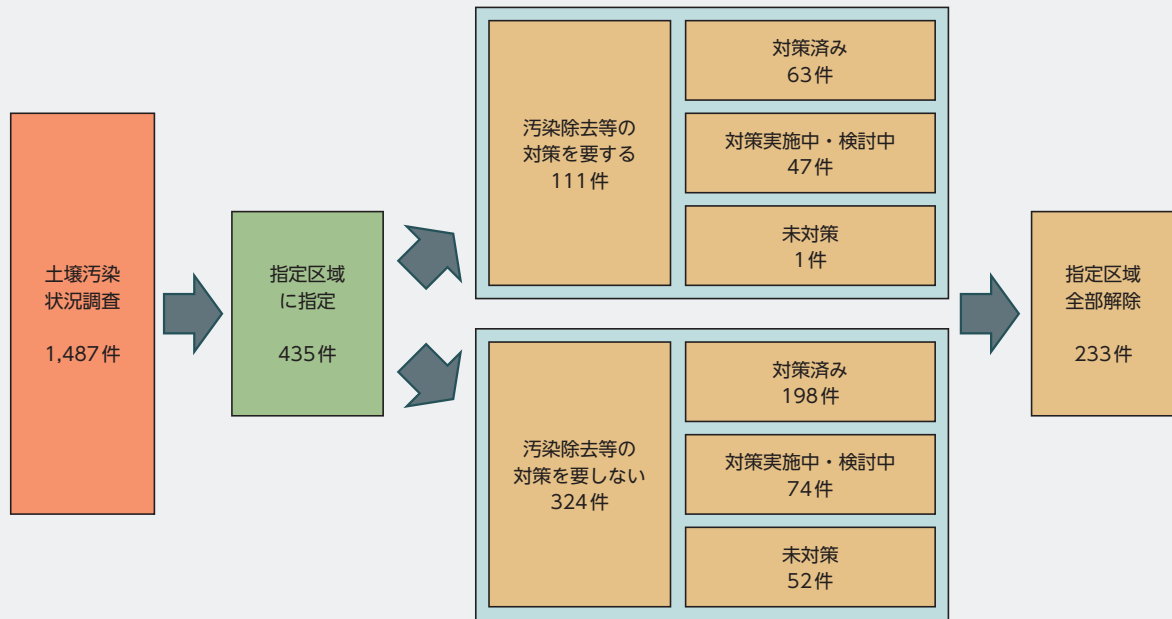 土壌汚染
状況調査
1,487件
指定区域
に指定
435件
汚染除去等の
対策を要する
111件
対策済み
63件
対策実施中・検討中
47件
未対策
1件
汚染除去等の
対策を要しない
324件
対策済み
198件
対策実施中・検討中
74件
未対策
52件
指定区域
全部解除
233件